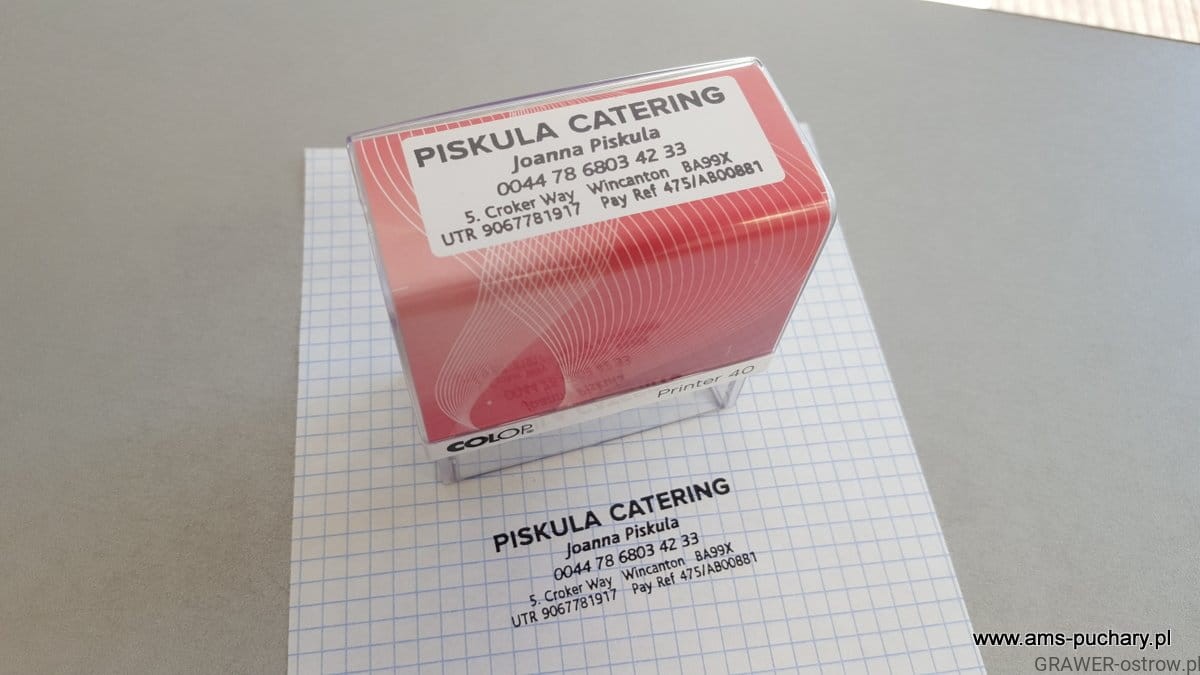 PISKULA CATERING
Joanna Piskula
0044 78 6803 42 33
5. Croker Way Wincanton BA99X
UTR 9067781917 Pay Ref 475/AB00881
COLOP
Printer 40
PISKULA CATERING
Joanna Piskula
0044 78 6803 42 33
5. Croker Way Wincanton BA99X
UTR 9067781917 Pay Ref 475/AB00881
www.ams-puchary.pl
GRAWER-ostrow.pl